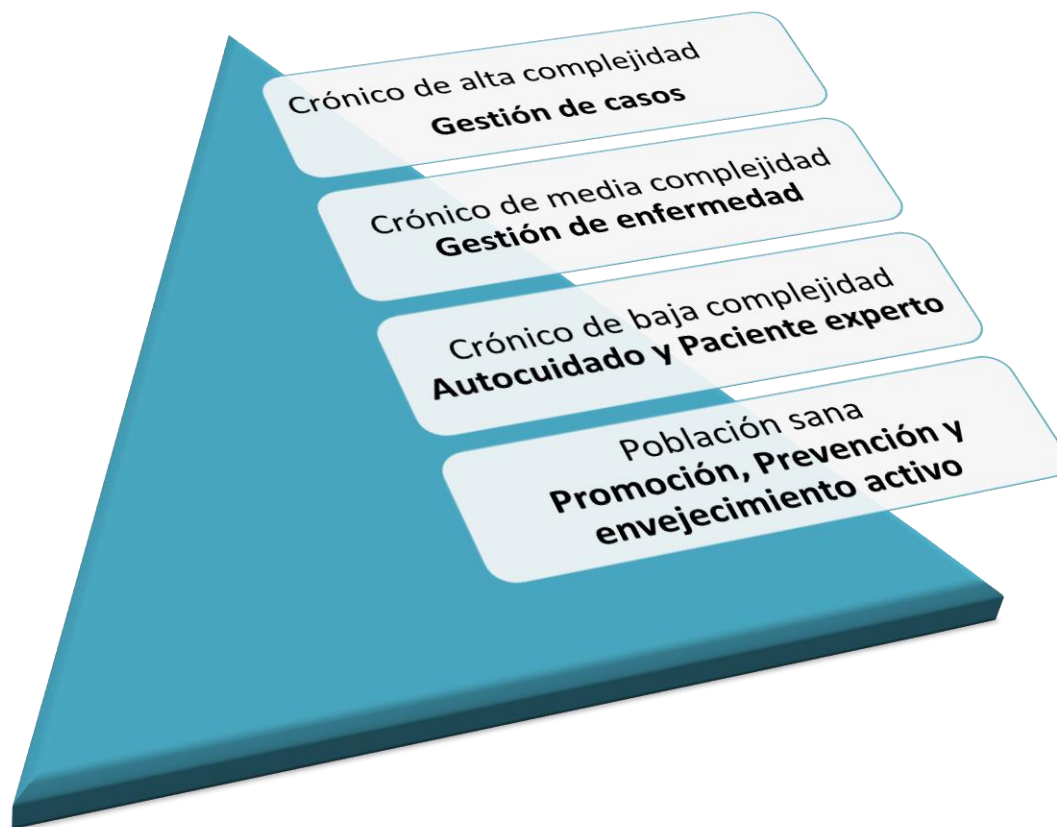 Crónico de alta complejidad
Gestión de casos
Crónico de media complejidad
Gestión de enfermedad
Crónico de baja complejidad
Autocuidado y Paciente experto
Población sana
Promoción, Prevención y
envejecimiento activo